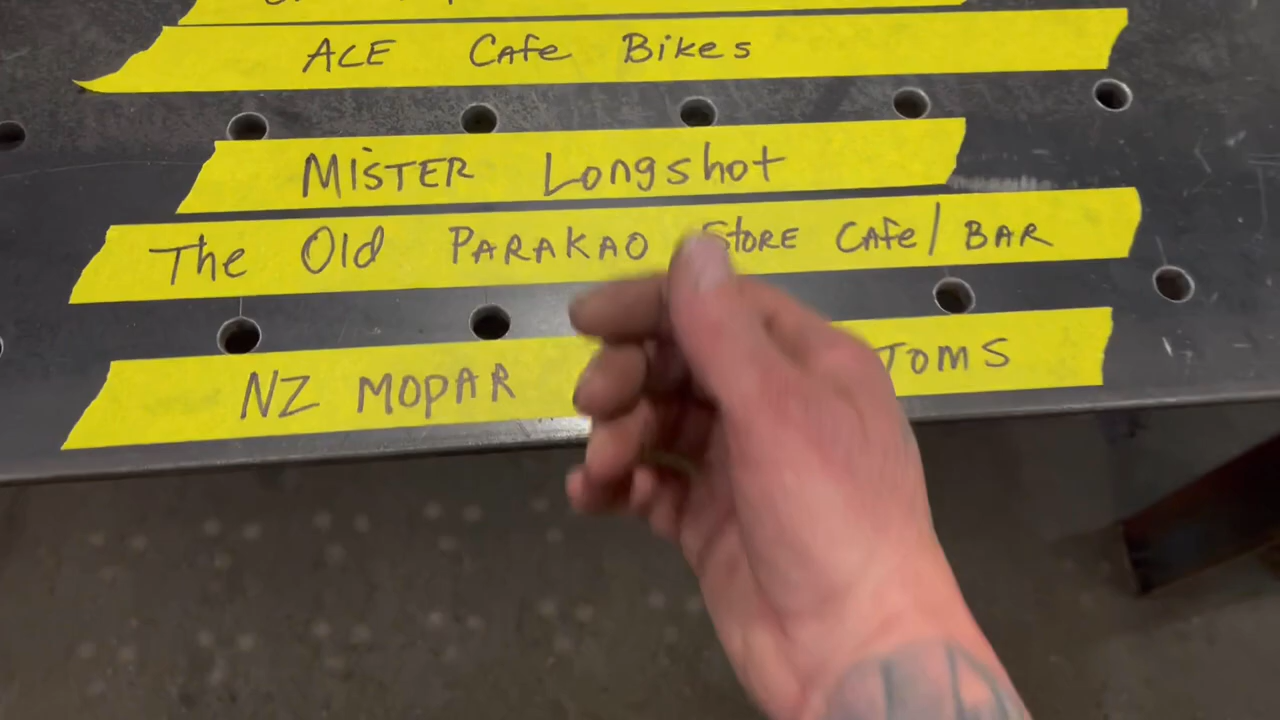 ACE Cafe Bikes
MiSTER Longshot
The Old PARAKAO StoRE Cafe/BAR
NZ MOPAR